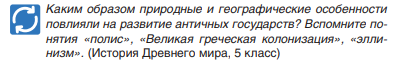 Каким образом природные и географические особенности
повлияли на развитие античных государств? Вспомните по-
нятия «полис», «Великая греческая колонизация», «элли-
низм». (История Древнего мира, 5 класс)